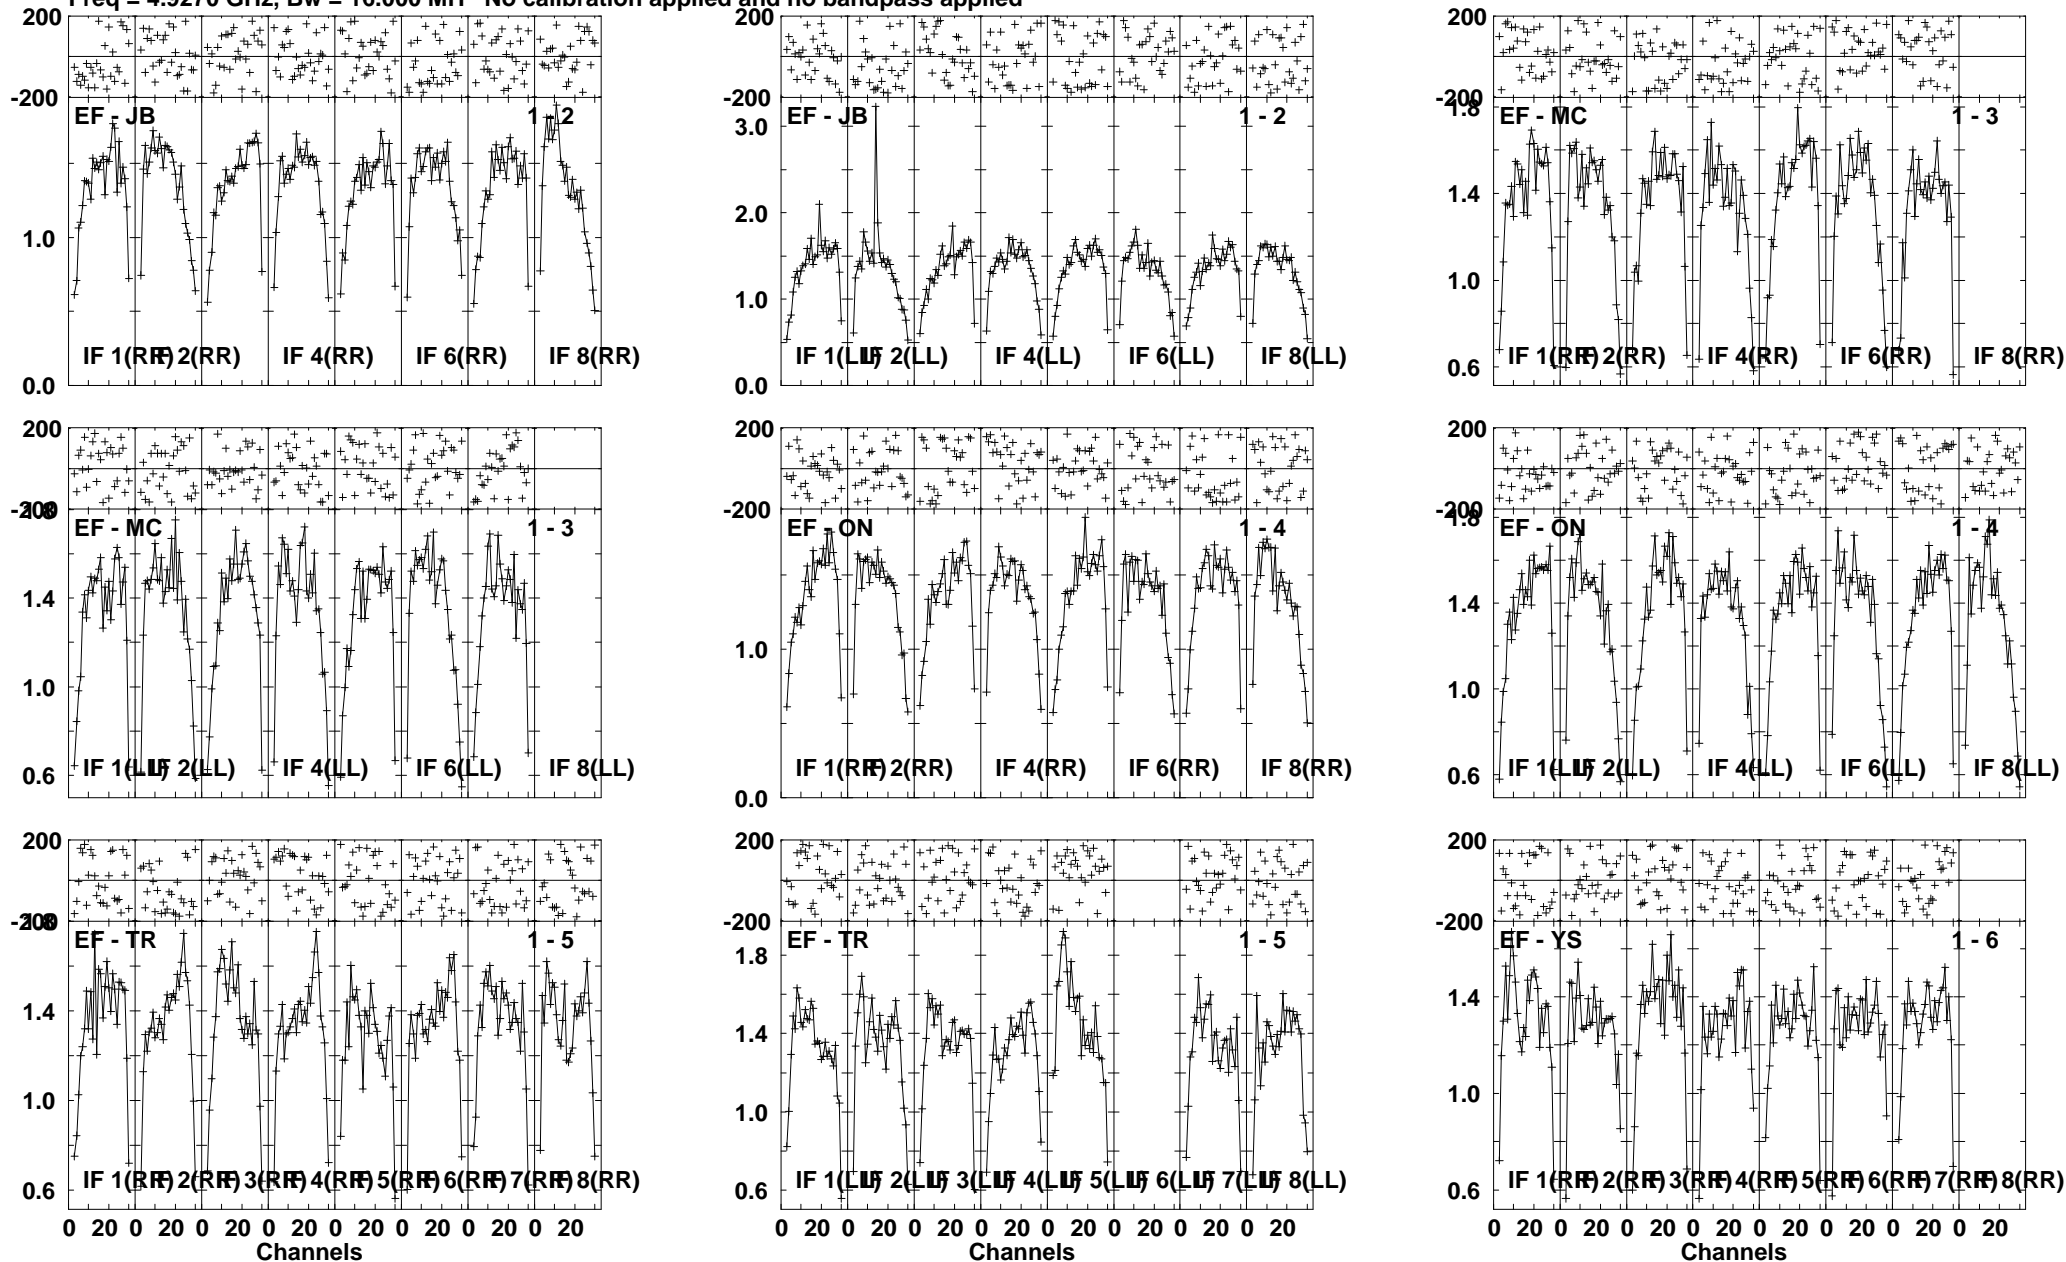 Freq = 4.9270 GHz, Bw = 16.000 MH No calibration applied and no bandpass applied
200
-200
EF - JB 1 - 2
1.0
0.0
IF 1(RR) IF 2(RR) IF 4(RR) IF 6(RR) IF 8(RR)
200
-200
EF - JB 1 - 2
3.0
2.0
1.0
0.0
IF 1(LL) IF 2(LL) IF 4(LL) IF 6(LL) IF 8(LL)
200
-200
1.8
EF - MC 1 - 3
1.4
1.0
0.6
IF 1(RR) IF 2(RR) IF 4(RR) IF 6(RR) IF 8(RR)
200
-200
1.8
EF - MC 1 - 3
1.4
1.0
0.6
IF 1(LL) IF 2(LL) IF 4(LL) IF 6(LL) IF 8(LL)
200
-200
EF - ON 1 - 4
1.0
0.0
IF 1(RR) IF 2(RR) IF 4(RR) IF 6(RR) IF 8(RR)
200
-200
1.8
EF - ON 1 - 4
1.4
1.0
0.6
IF 1(LL) IF 2(LL) IF 4(LL) IF 6(LL) IF 8(LL)
200
-200
1.8
EF - TR 1 - 5
1.4
1.0
0.6
IF 1(RR) IF 2(RR) IF 3(RR) IF 4(RR) IF 5(RR) IF 6(RR) IF 7(RR) IF 8(RR)
0 20 0 20 0 20 0 20 0 20 0 20 0 20 0 20
Channels
200
-200
EF - TR 1 - 5
1.8
1.4
1.0
0.6
IF 1(LL) IF 2(LL) IF 3(LL) IF 4(LL) IF 5(LL) IF 6(LL) IF 7(LL) IF 8(LL)
0 20 0 20 0 20 0 20 0 20 0 20 0 20 0 20
Channels
200
-200
EF - YS 1 - 6
1.4
1.0
0.6
IF 1(RR) IF 2(RR) IF 3(RR) IF 4(RR) IF 5(RR) IF 6(RR) IF 7(RR) IF 8(RR)
0 20 0 20 0 20 0 20 0 20 0 20 0 20 0 20
Channels